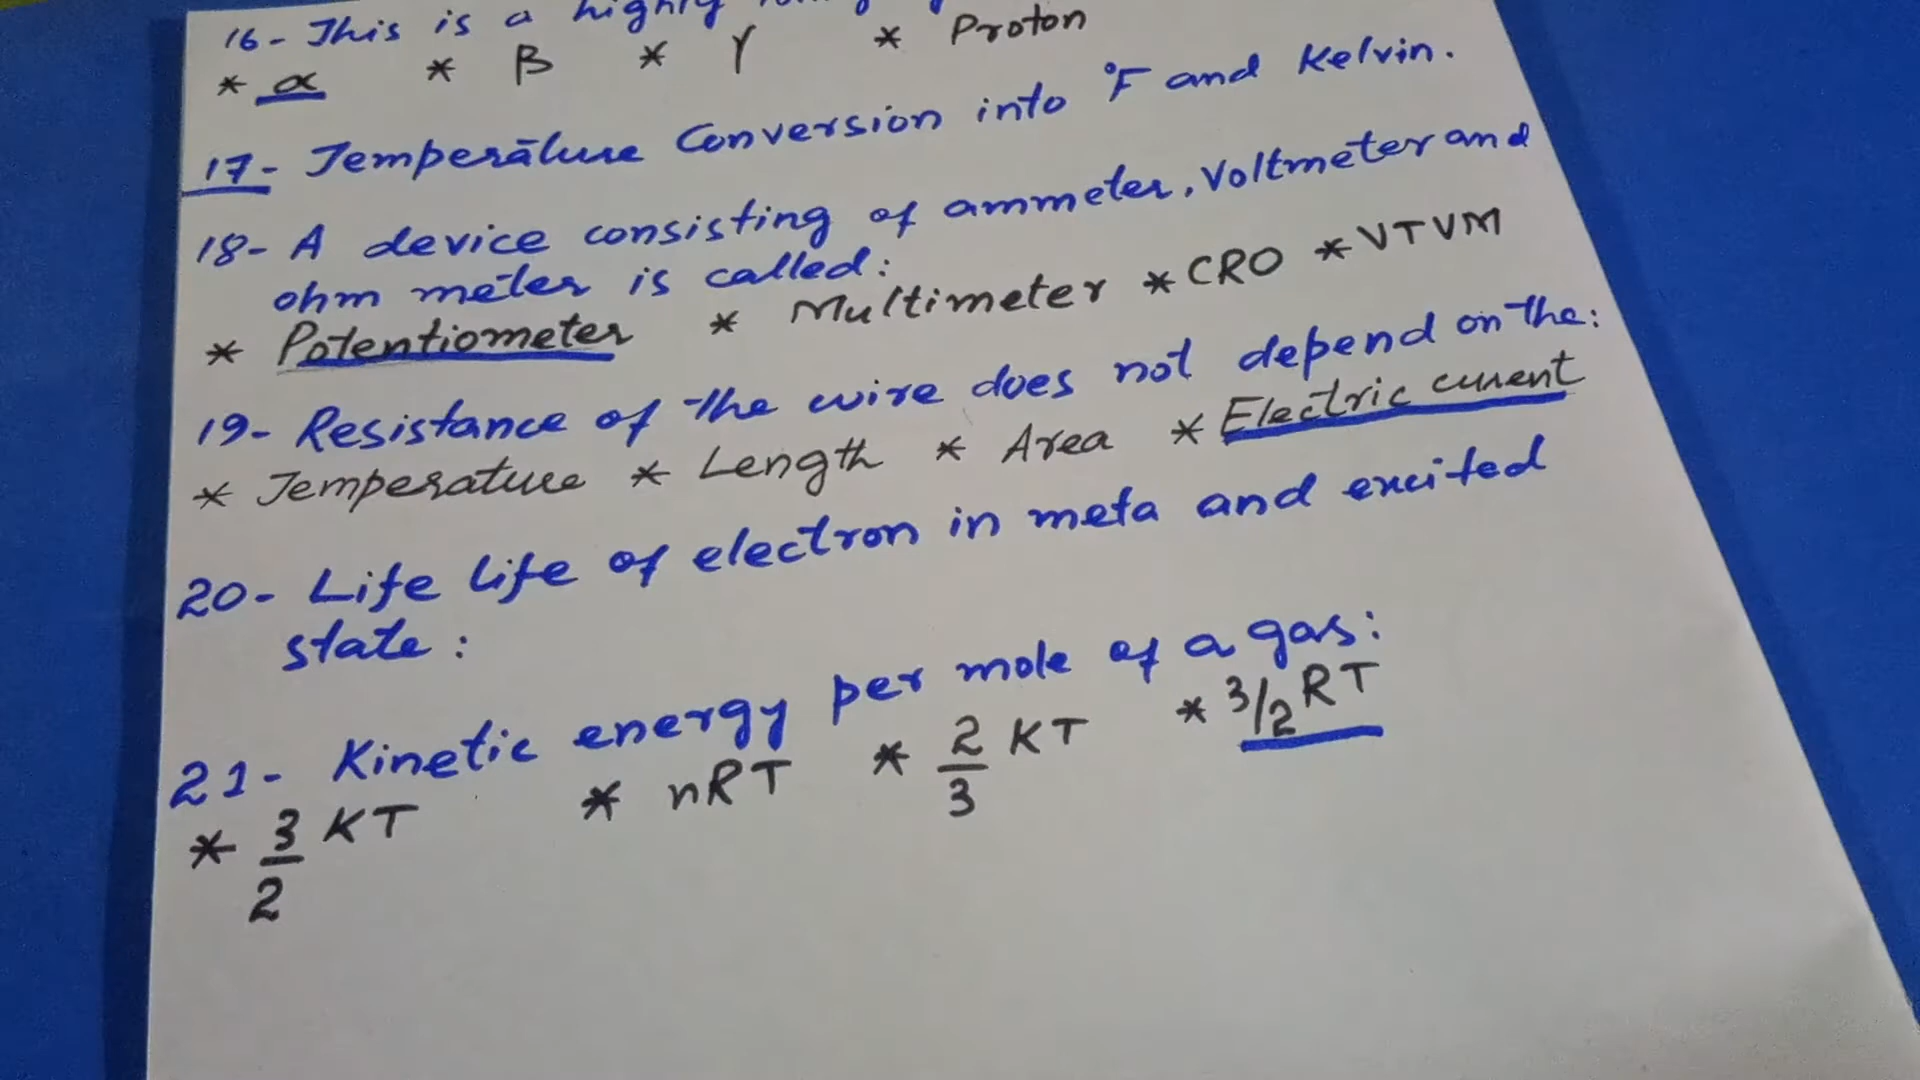 16- This is a highly
* α * β * γ * Proton
17- Temperature Conversion into °F and Kelvin.
18- A device consisting of ammeter, Voltmeter and
ohm meter is called:
* Potentiometer * Multimeter * CRO * VTVM
19- Resistance of the wire does not depend on the:
* Temperature * Length * Area * Electric current
20- Life life of electron in meta and excited
state:
21- Kinetic energy per mole of a gas:
* 3/2 KT * nRT * 2/3 KT * 3/2 RT